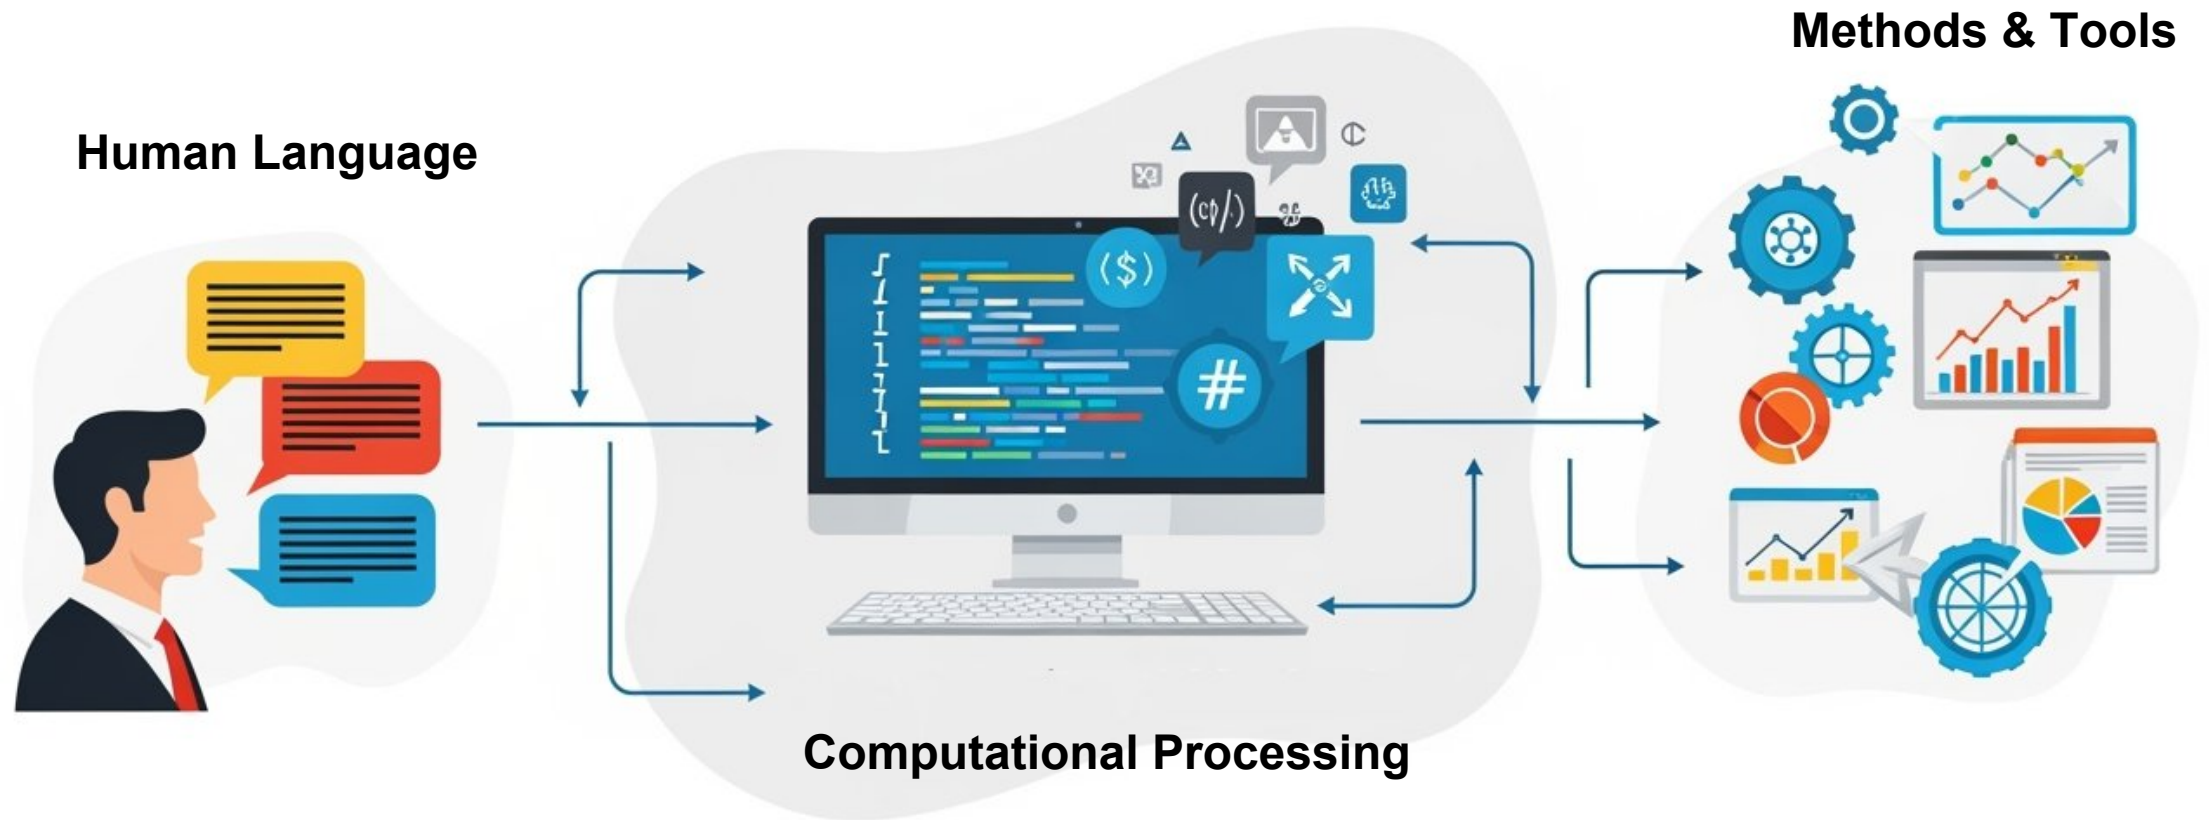 Methods & Tools
Human Language
($)
#
Computational Processing